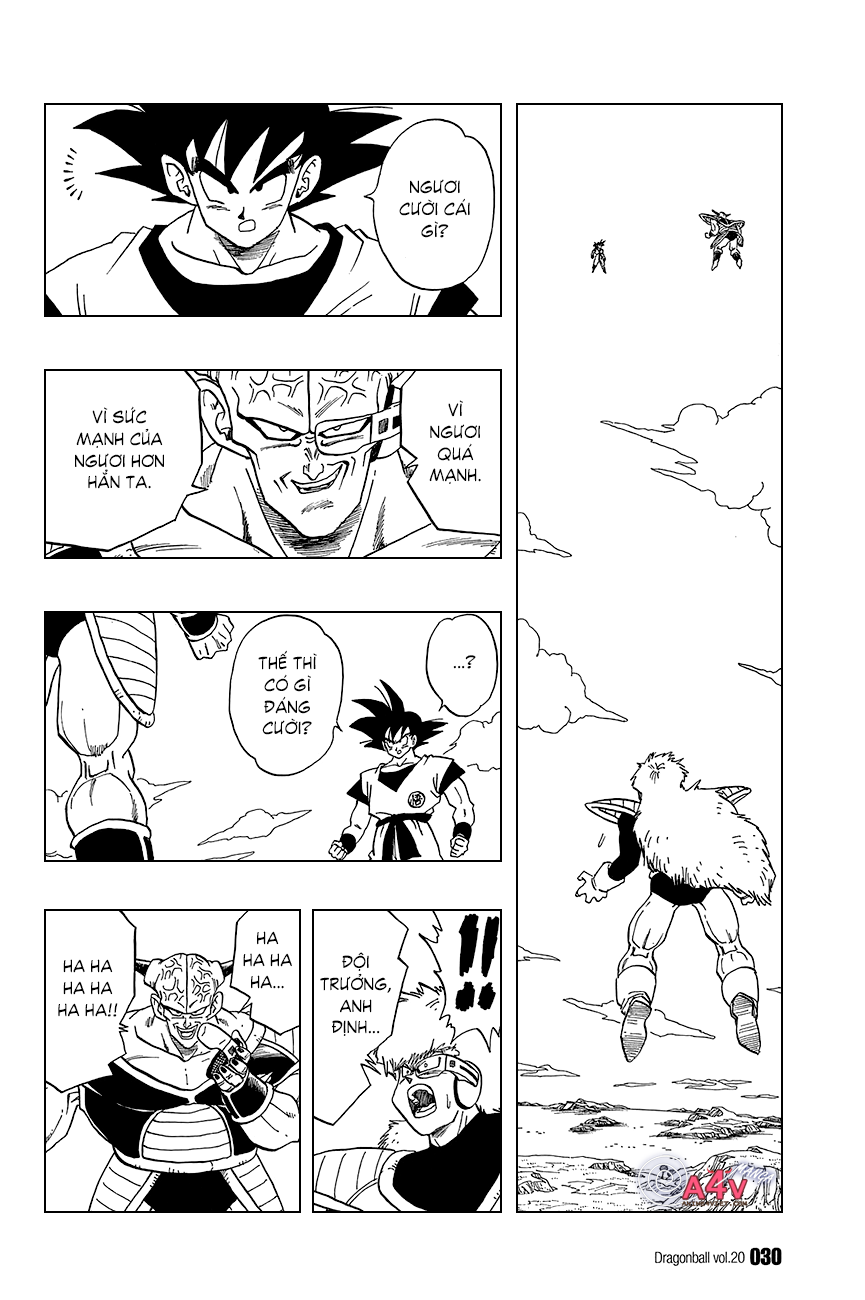 NGƯƠI
CƯỜI CÁI
GÌ?
VÌ
NGƯƠI
QUÁ
MẠNH.
VÌ SỨC
MẠNH CỦA
NGƯƠI HƠN
HẮN TA.
...?
THẾ THÌ
CÓ GÌ
ĐÁNG
CƯỜI?
!!
ĐỘI
TRƯỞNG,
ANH
ĐỊNH...
HA
HA HA
HA...
HA HA
HA HA
HA HA!!
A4V
Dragonball vol.20 030